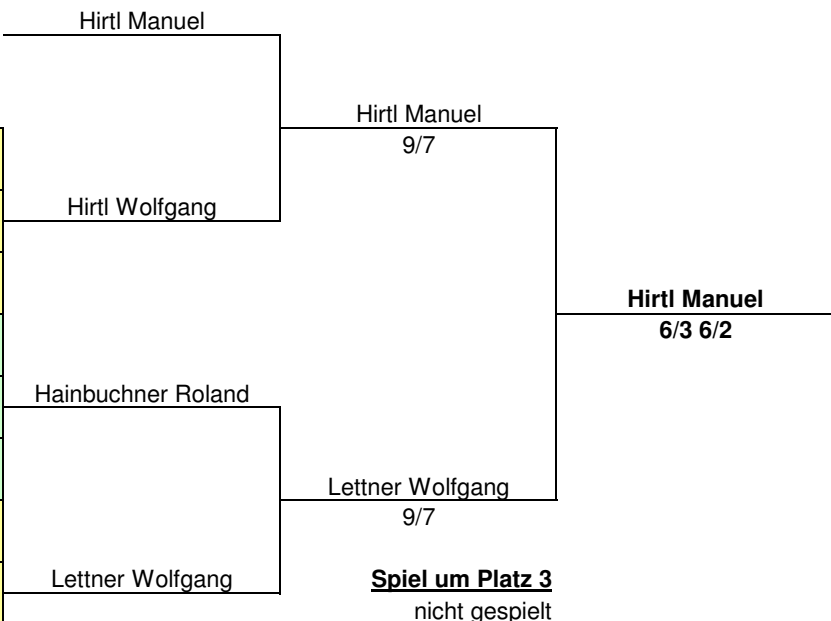 Hirtl Manuel
Hirtl Manuel
9/7
Hirtl Wolfgang
Hirtl Manuel
6/3 6/2
Hainbuchner Roland
Lettner Wolfgang
9/7
Lettner Wolfgang
Spiel um Platz 3
nicht gespielt